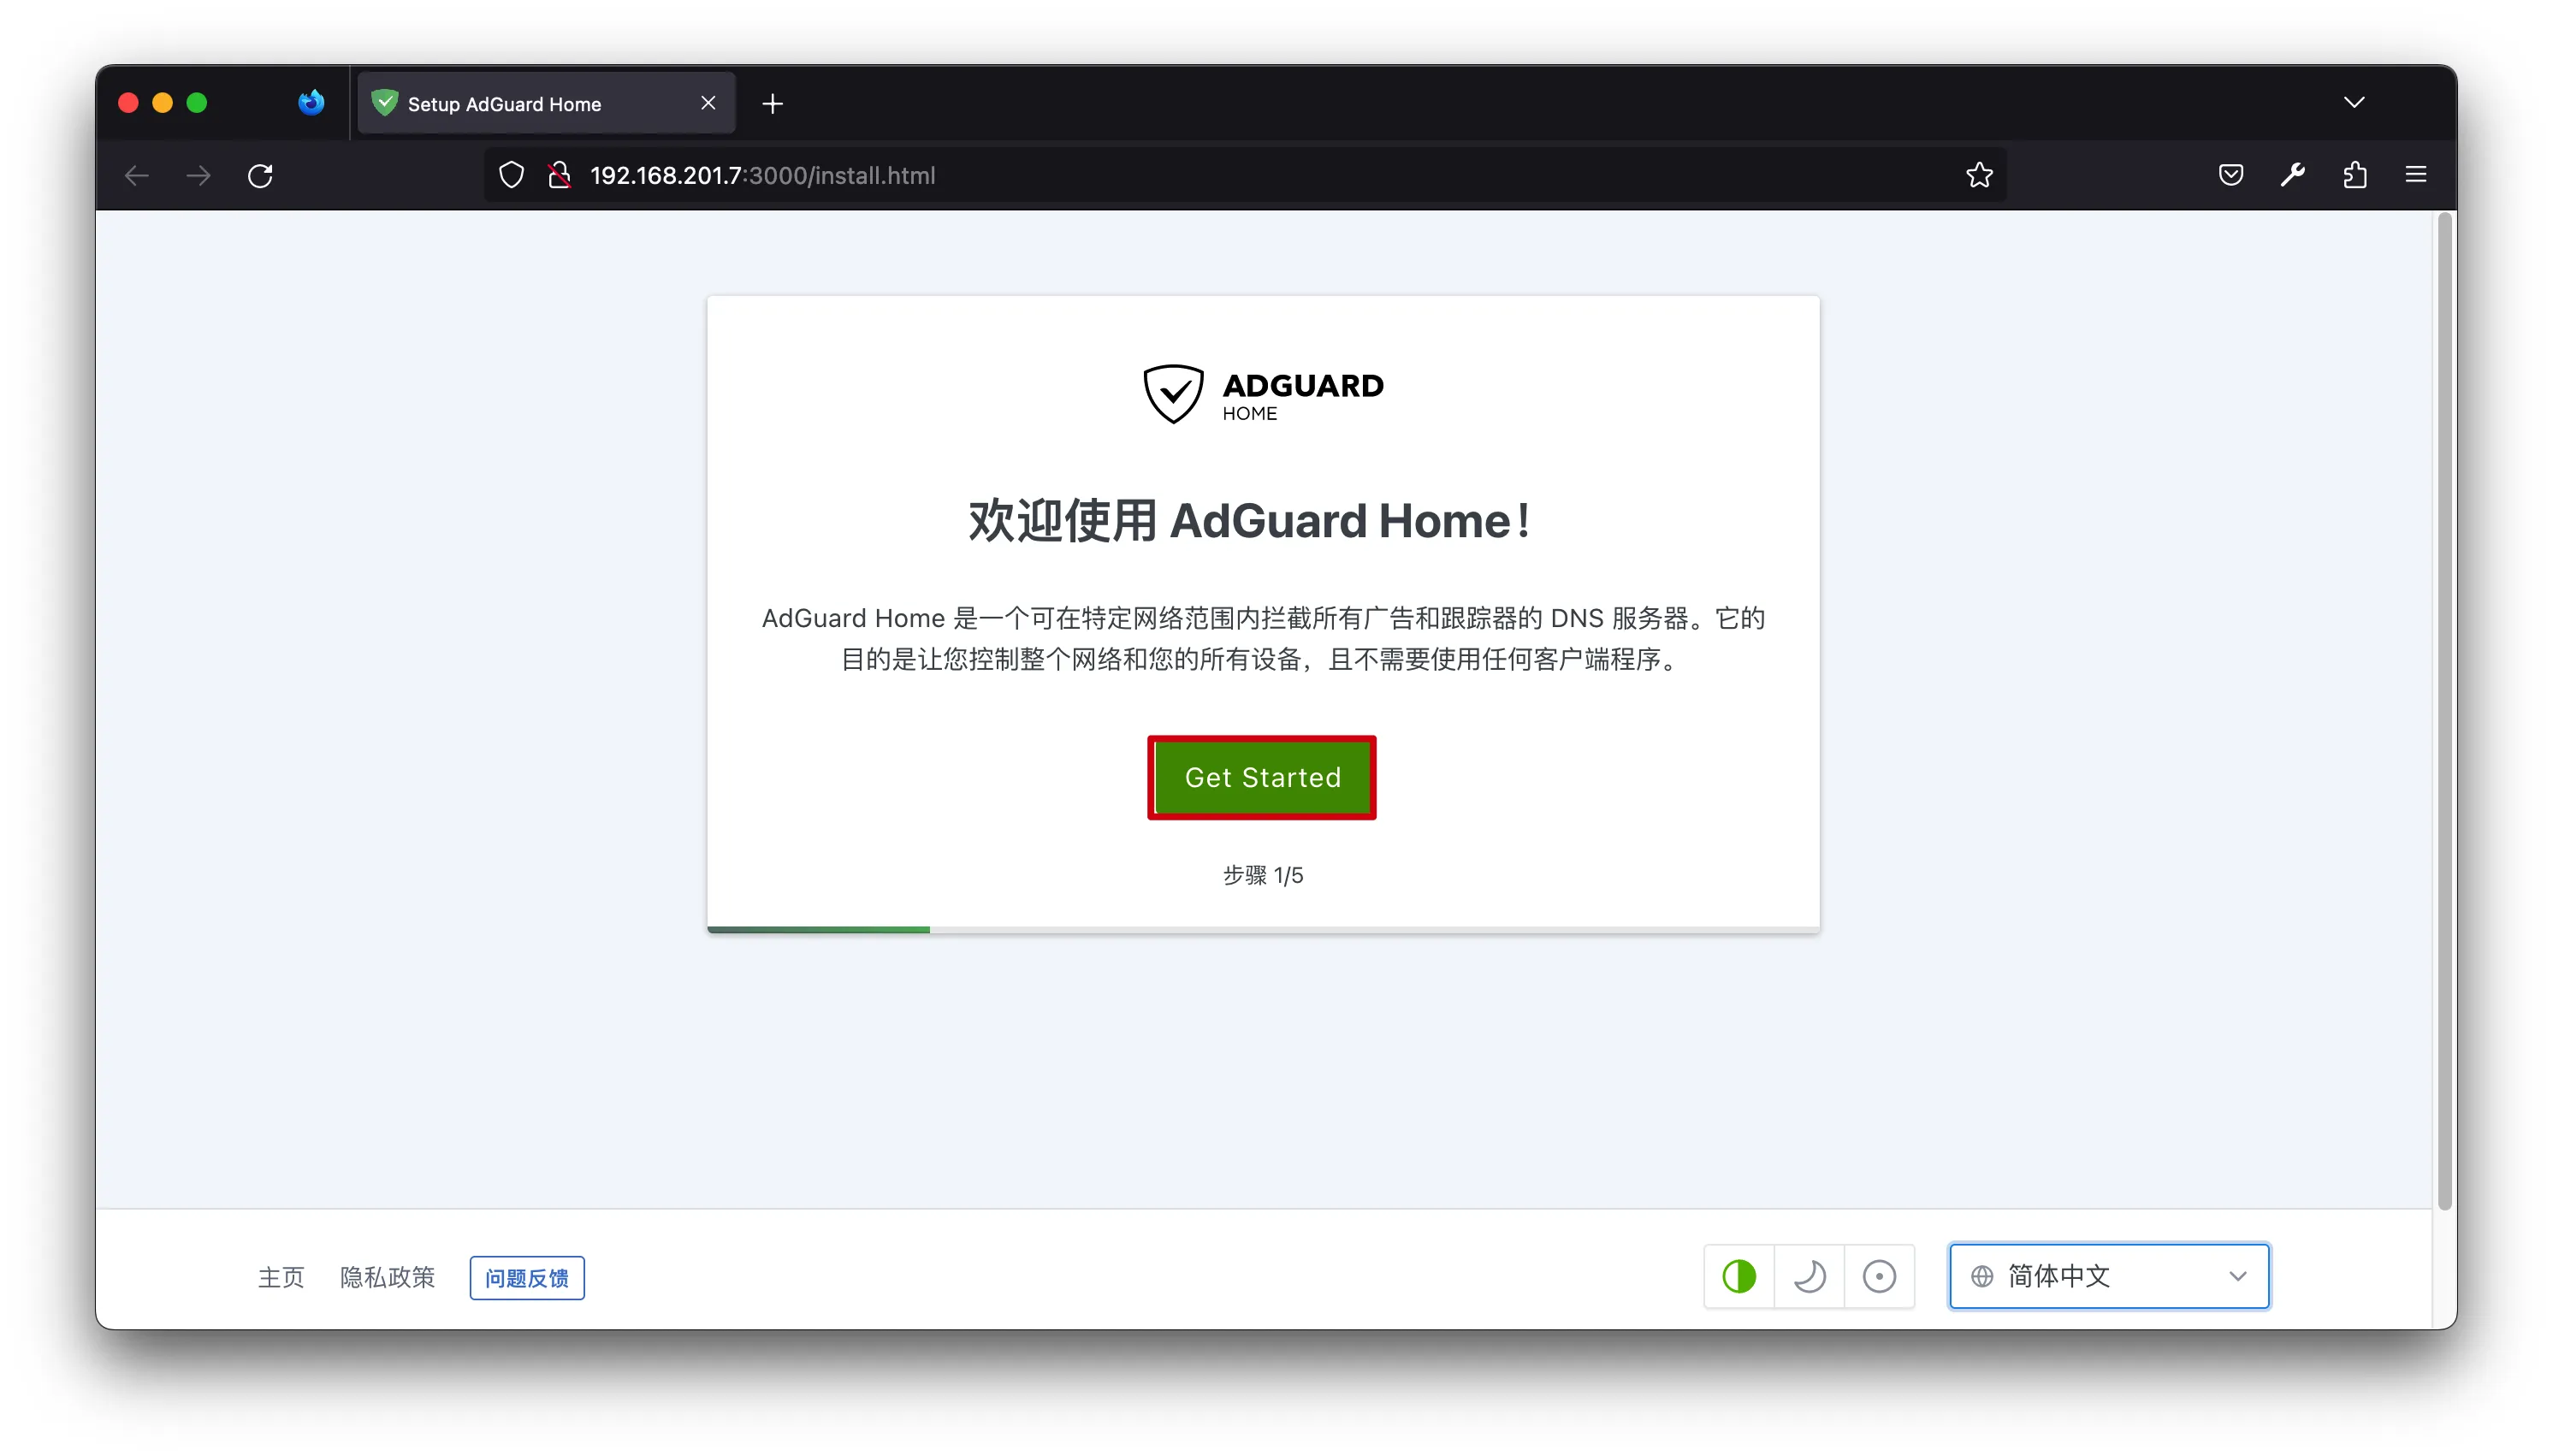 Setup AdGuard Home
192.168.201.7:3000/install.html
ADGUARD
HOME
欢迎使用 AdGuard Home！
AdGuard Home 是一个可在特定网络范围内拦截所有广告和跟踪器的 DNS 服务器。它的
目的是让您控制整个网络和您的所有设备，且不需要使用任何客户端程序。
Get Started
步骤 1/5
主页 隐私政策 问题反馈 简体中文